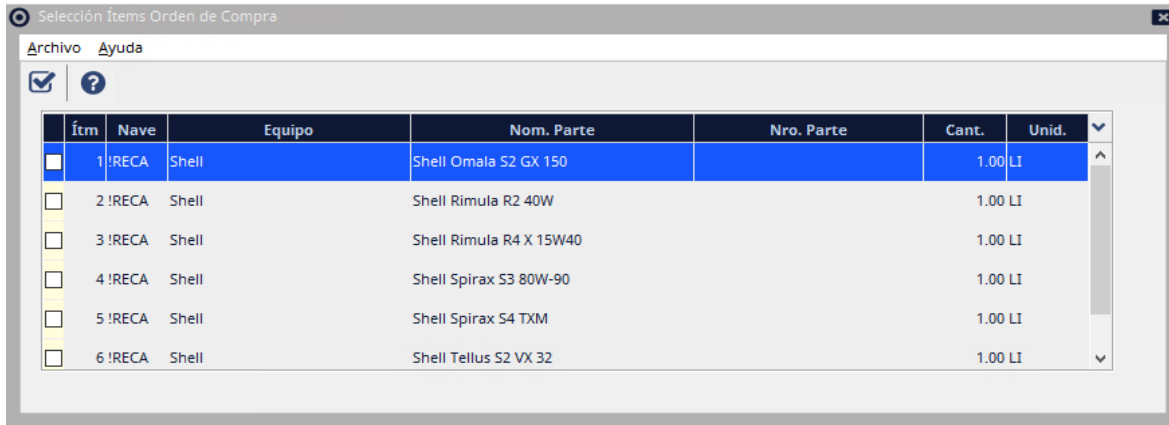 Selección Ítems Orden de Compra
Archivo Ayuda
Ítm Nave Equipo Nom. Parte Nro. Parte Cant. Unid.
1 !RECA Shell Shell Omala S2 GX 150 1.00 LI
2 !RECA Shell Shell Rimula R2 40W 1.00 LI
3 !RECA Shell Shell Rimula R4 X 15W40 1.00 LI
4 !RECA Shell Shell Spirax S3 80W-90 1.00 LI
5 !RECA Shell Shell Spirax S4 TXM 1.00 LI
6 !RECA Shell Shell Tellus S2 VX 32 1.00 LI